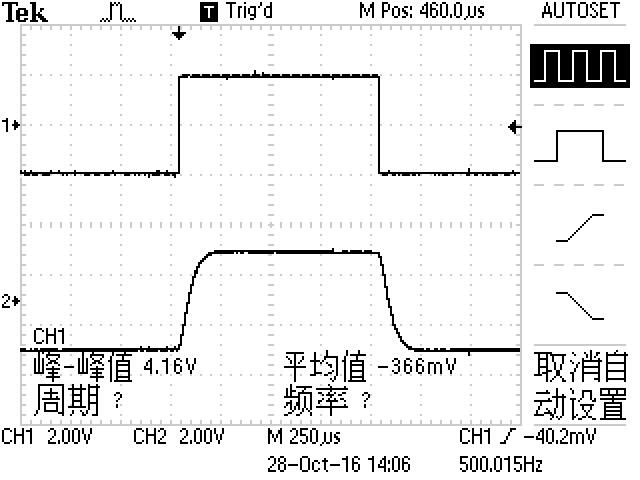 Tek T Trig'd M Pos: 460.0µs AUTOSET
1
2
CH1
峰-峰值 4.16V 平均值 -366mV 取消自
周期 ? 频率 ? 动设置
CH1 2.00V CH2 2.00V M 250µs CH1 -40.2mV
28-Oct-16 14:06 500.015Hz